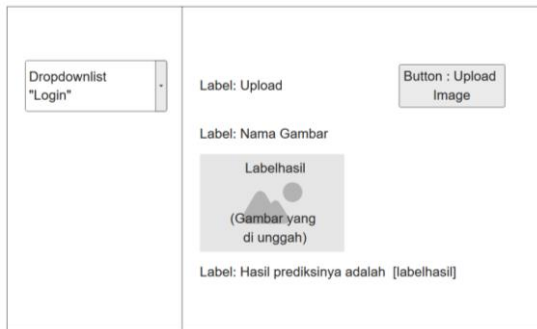 Dropdownlist
"Login"
Label: Upload
Button : Upload
Image
Label: Nama Gambar
Labelhasil
(Gambar yang
di unggah)
Label: Hasil prediksinya adalah [labelhasil]